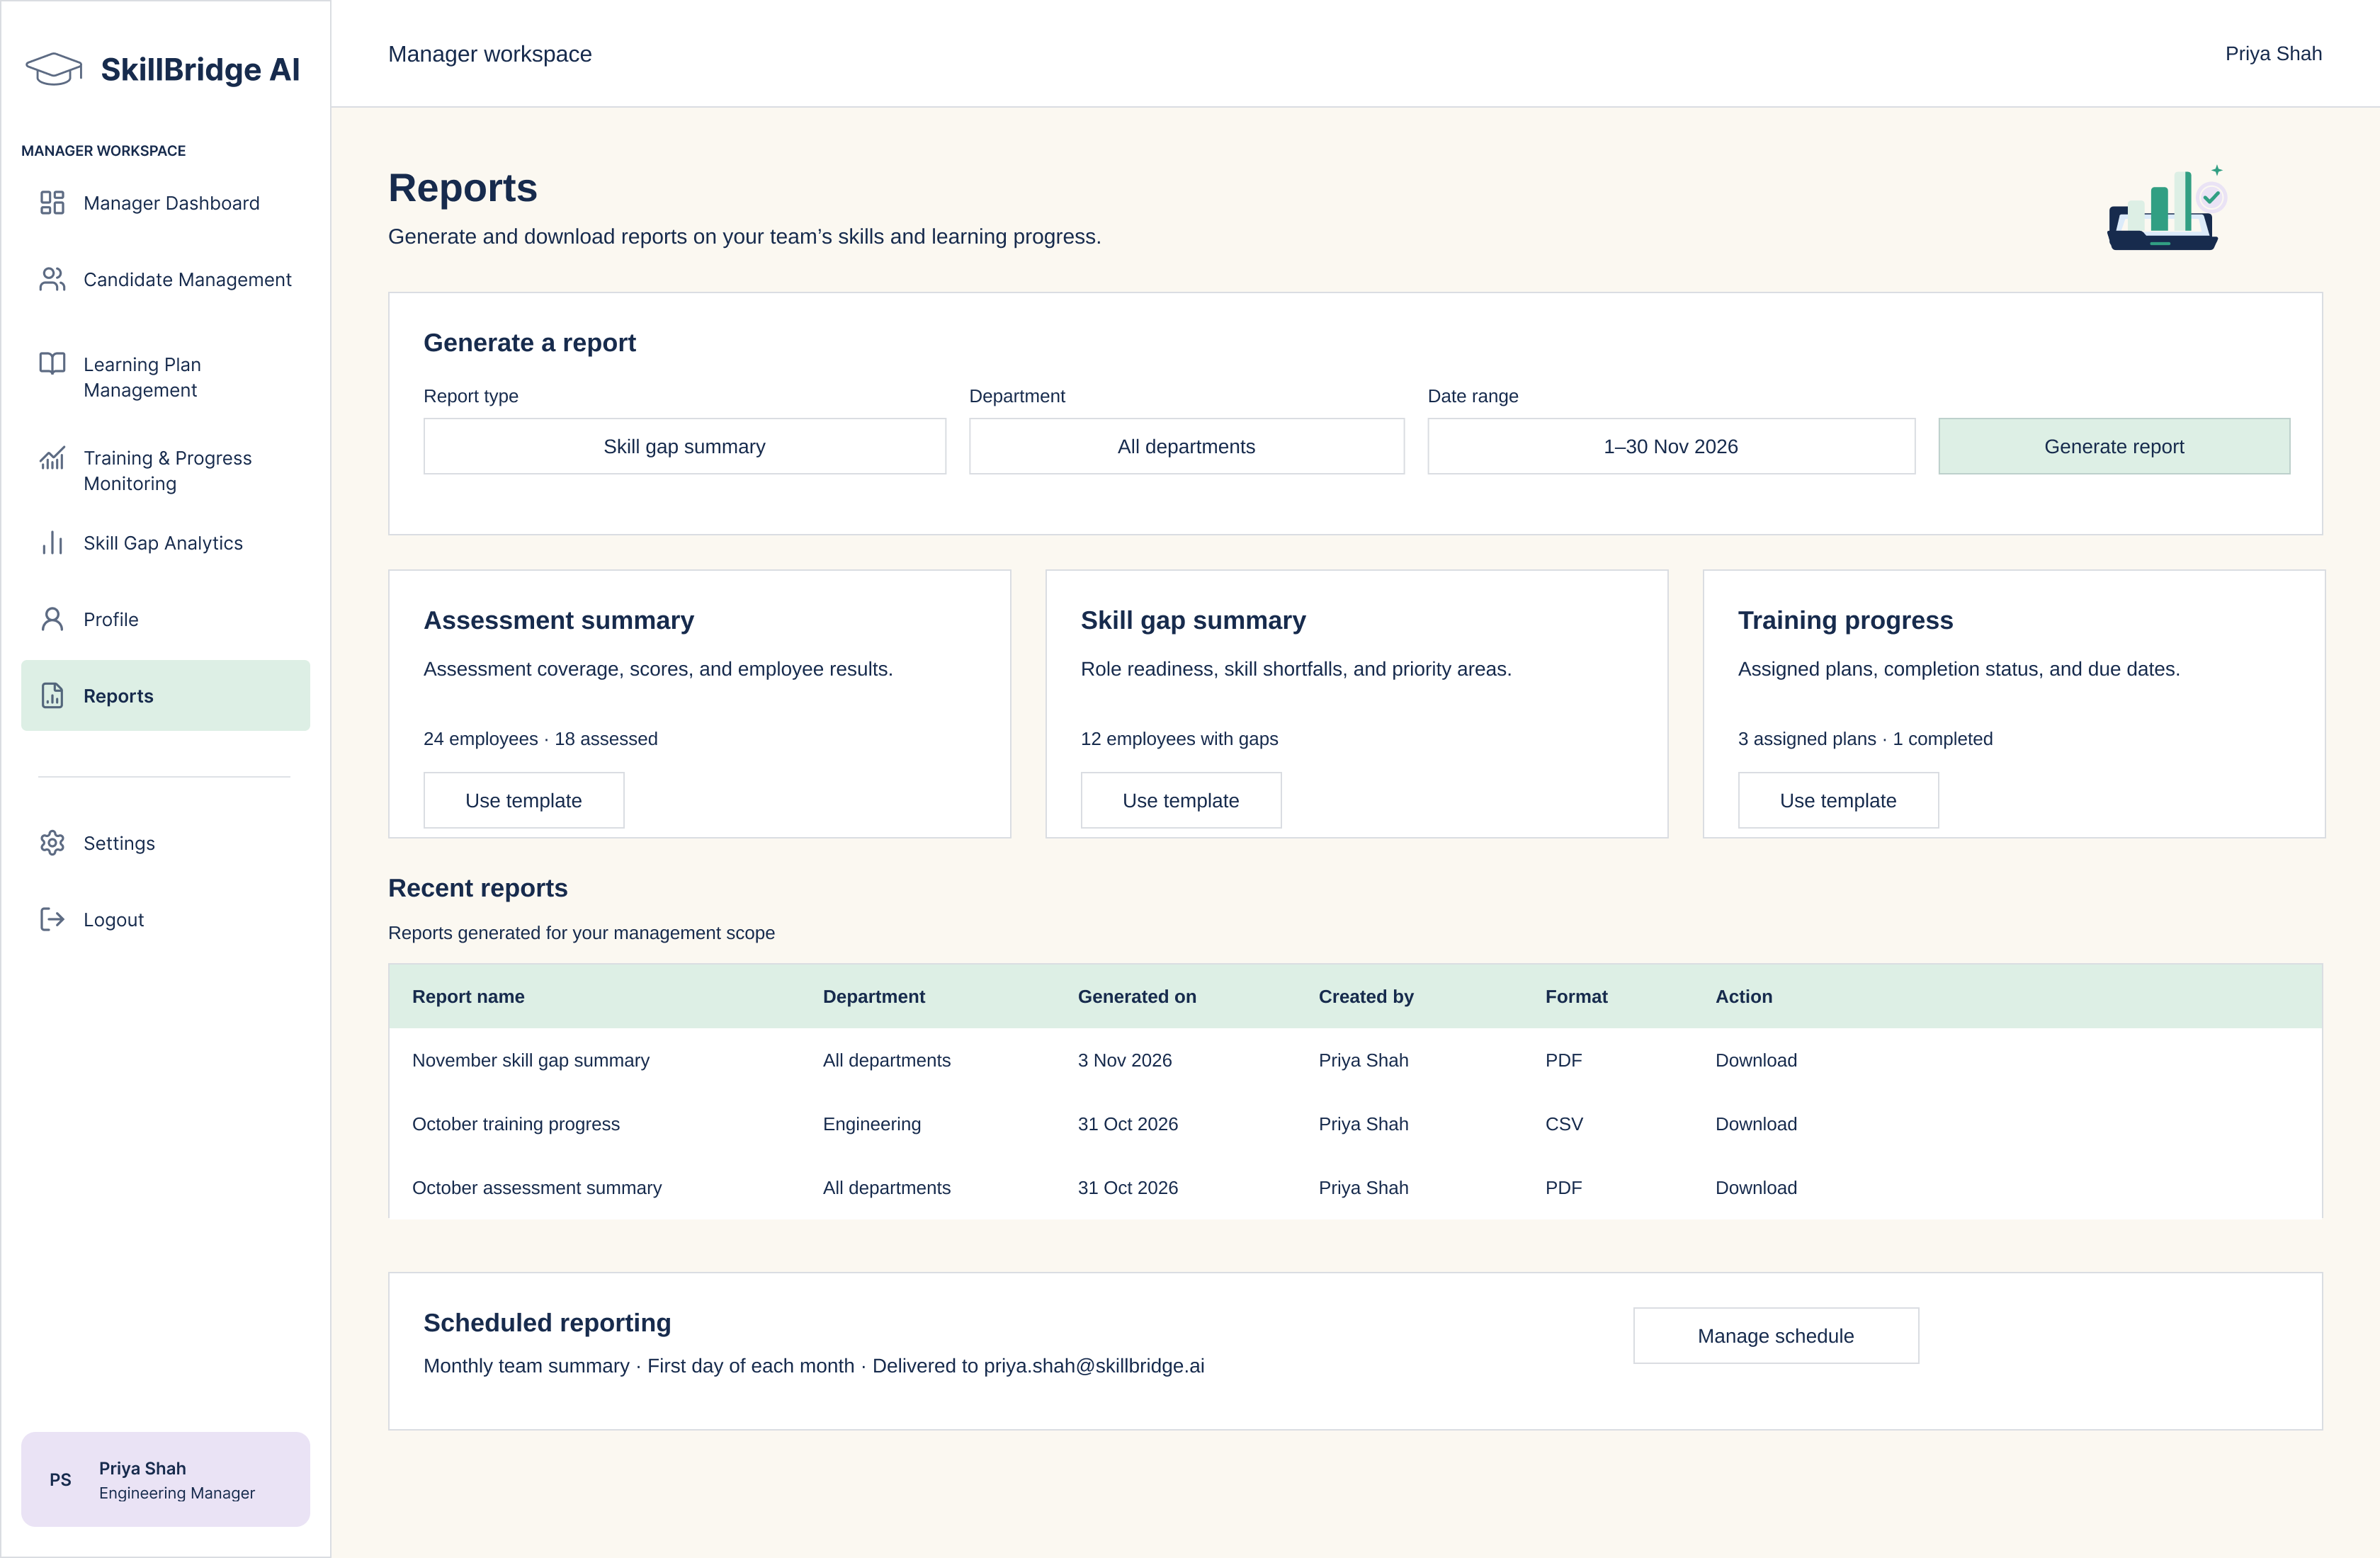 SkillBridge AI
MANAGER WORKSPACE
Manager Dashboard
Candidate Management
Learning Plan
Management
Training & Progress
Monitoring
Skill Gap Analytics
Profile
Reports
Settings
Logout
PS
Priya Shah
Engineering Manager
Manager workspace
Priya Shah
Reports
Generate and download reports on your team’s skills and learning progress.
Generate a report
Report type Department Date range
Skill gap summary All departments 1–30 Nov 2026 Generate report
Assessment summary
Assessment coverage, scores, and employee results.
24 employees · 18 assessed
Use template
Skill gap summary
Role readiness, skill shortfalls, and priority areas.
12 employees with gaps
Use template
Training progress
Assigned plans, completion status, and due dates.
3 assigned plans · 1 completed
Use template
Recent reports
Reports generated for your management scope
Report name Department Generated on Created by Format Action
November skill gap summary All departments 3 Nov 2026 Priya Shah PDF Download
October training progress Engineering 31 Oct 2026 Priya Shah CSV Download
October assessment summary All departments 31 Oct 2026 Priya Shah PDF Download
Scheduled reporting
Monthly team summary · First day of each month · Delivered to priya.shah@skillbridge.ai
Manage schedule